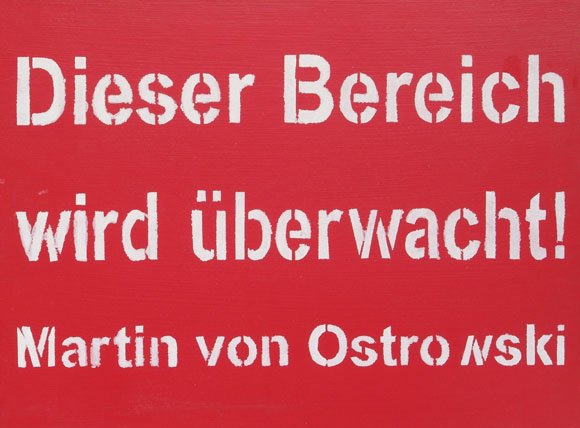 Dieser Bereich
wird überwacht!
Martin von Ostrowski